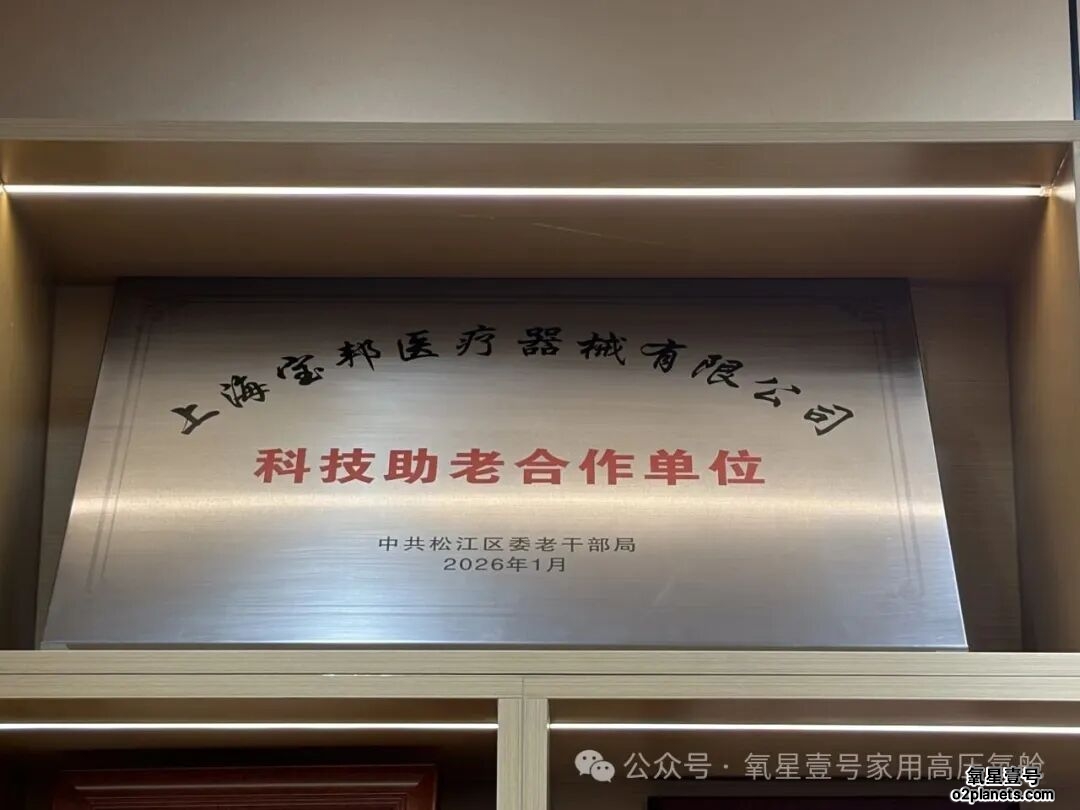 上海宝邦医疗器械有限公司
科技助老合作单位
中共松江区委老干部局
2026年1月
公众号·氧星壹号家用高压氧舱
氧星壹号
o2planets.com